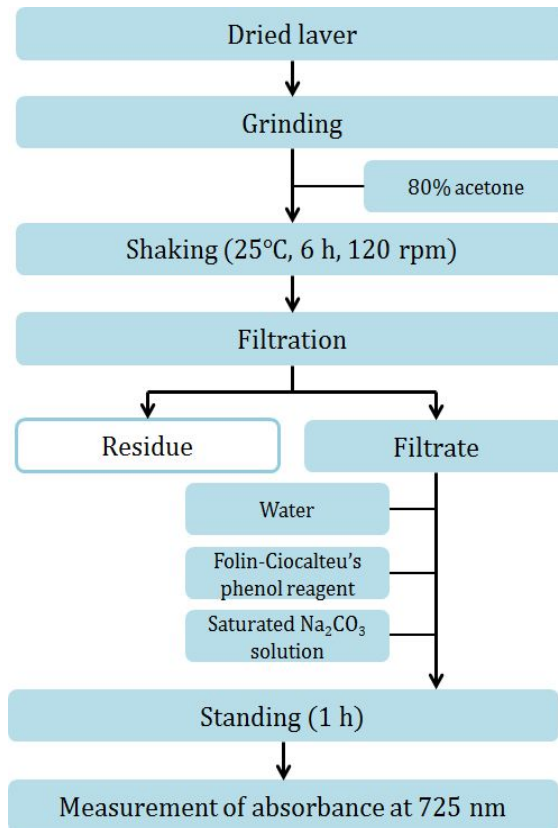 Dried laver
Grinding
80% acetone
Shaking (25°C, 6 h, 120 rpm)
Filtration
Residue
Filtrate
Water
Folin-Ciocalteu's
phenol reagent
Saturated Na₂CO₃
solution
Standing (1 h)
Measurement of absorbance at 725 nm